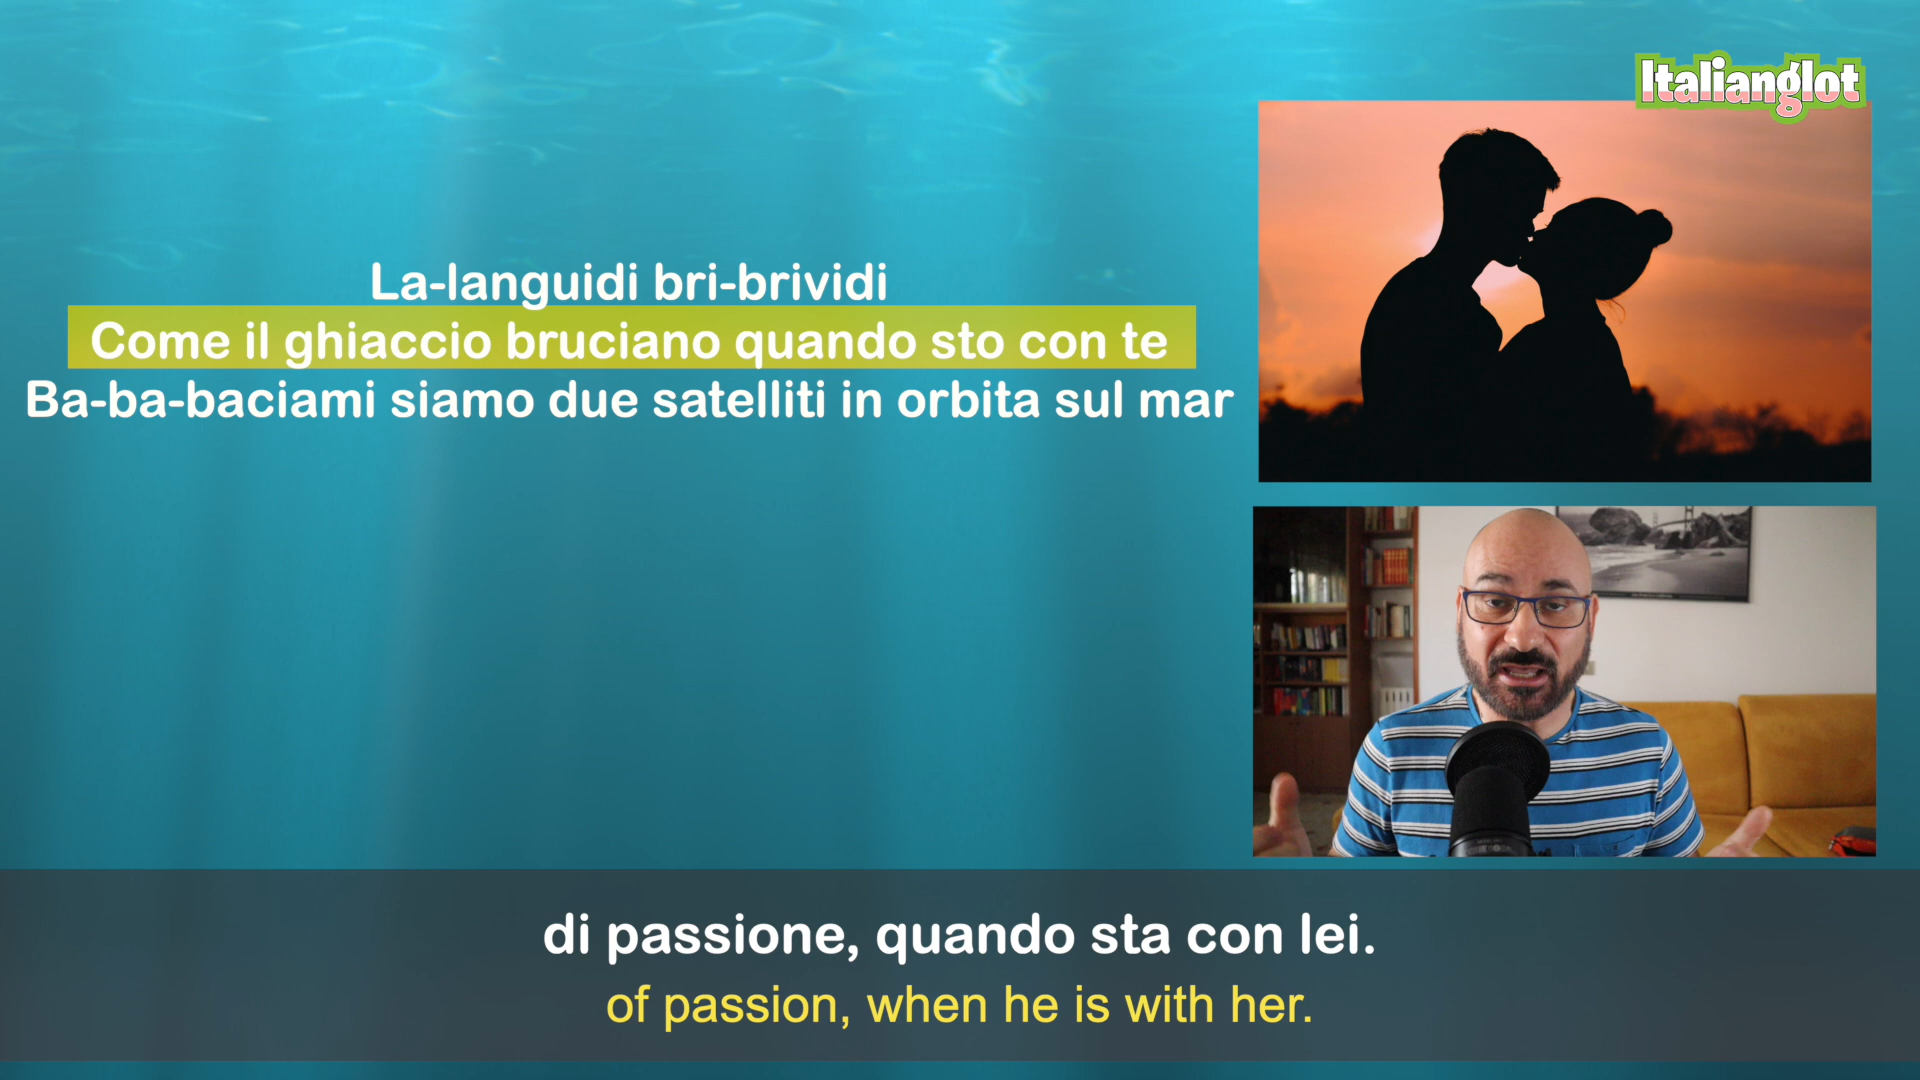 Italianglot
La-languidi bri-brividi
Come il ghiaccio bruciano quando sto con te
Ba-ba-baciami siamo due satelliti in orbita sul mar
di passione, quando sta con lei.
of passion, when he is with her.